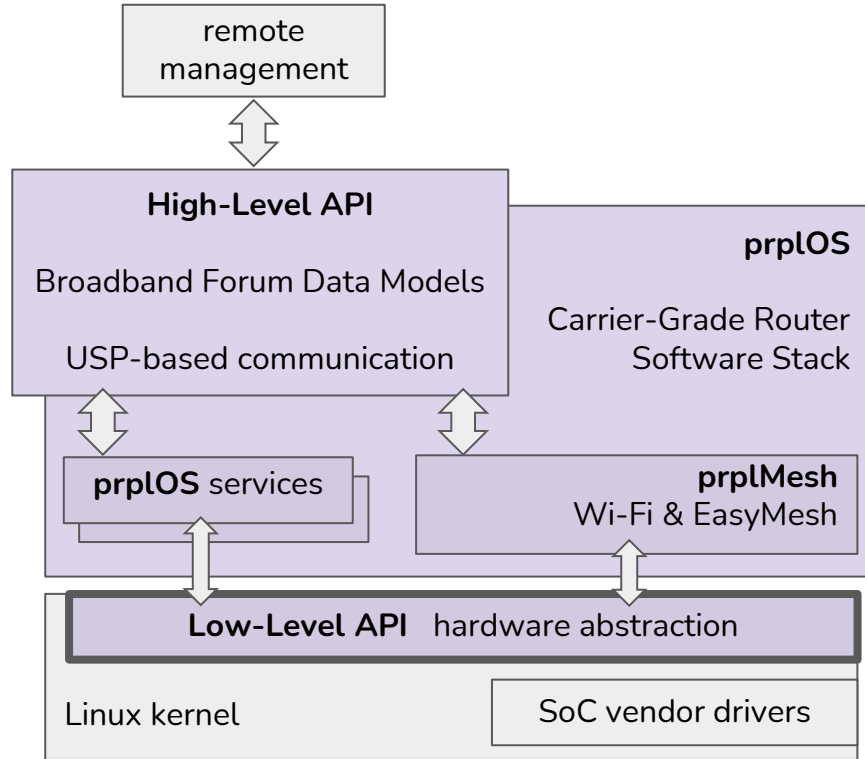 remote
management
High-Level API
Broadband Forum Data Models
USP-based communication
prplOS
Carrier-Grade Router
Software Stack
prplOS services
prplMesh
Wi-Fi & EasyMesh
Low-Level API hardware abstraction
Linux kernel
SoC vendor drivers